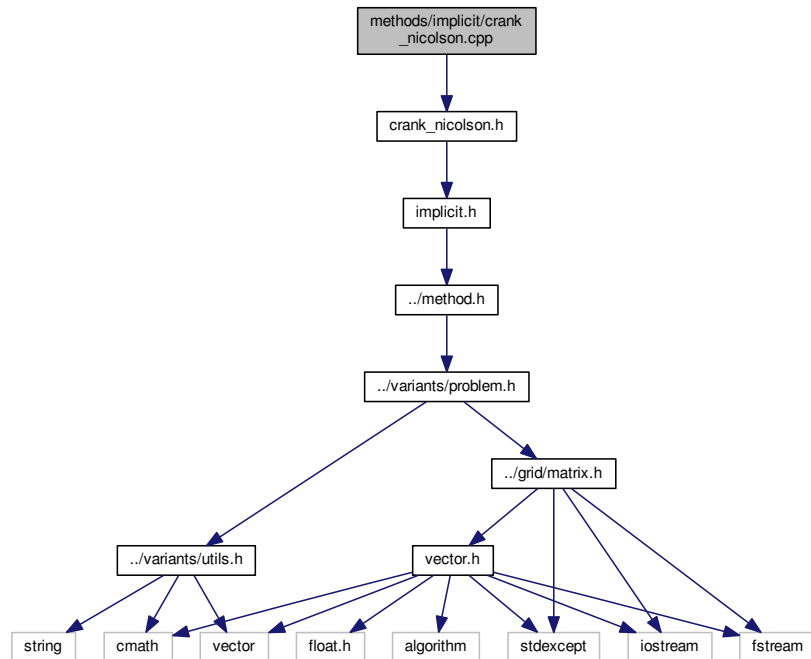 methods/implicit/crank
_nicolson.cpp
crank_nicolson.h
implicit.h
../method.h
../variants/problem.h
../grid/matrix.h
../variants/utils.h
vector.h
string
cmath
vector
float.h
algorithm
stdexcept
iostream
fstream